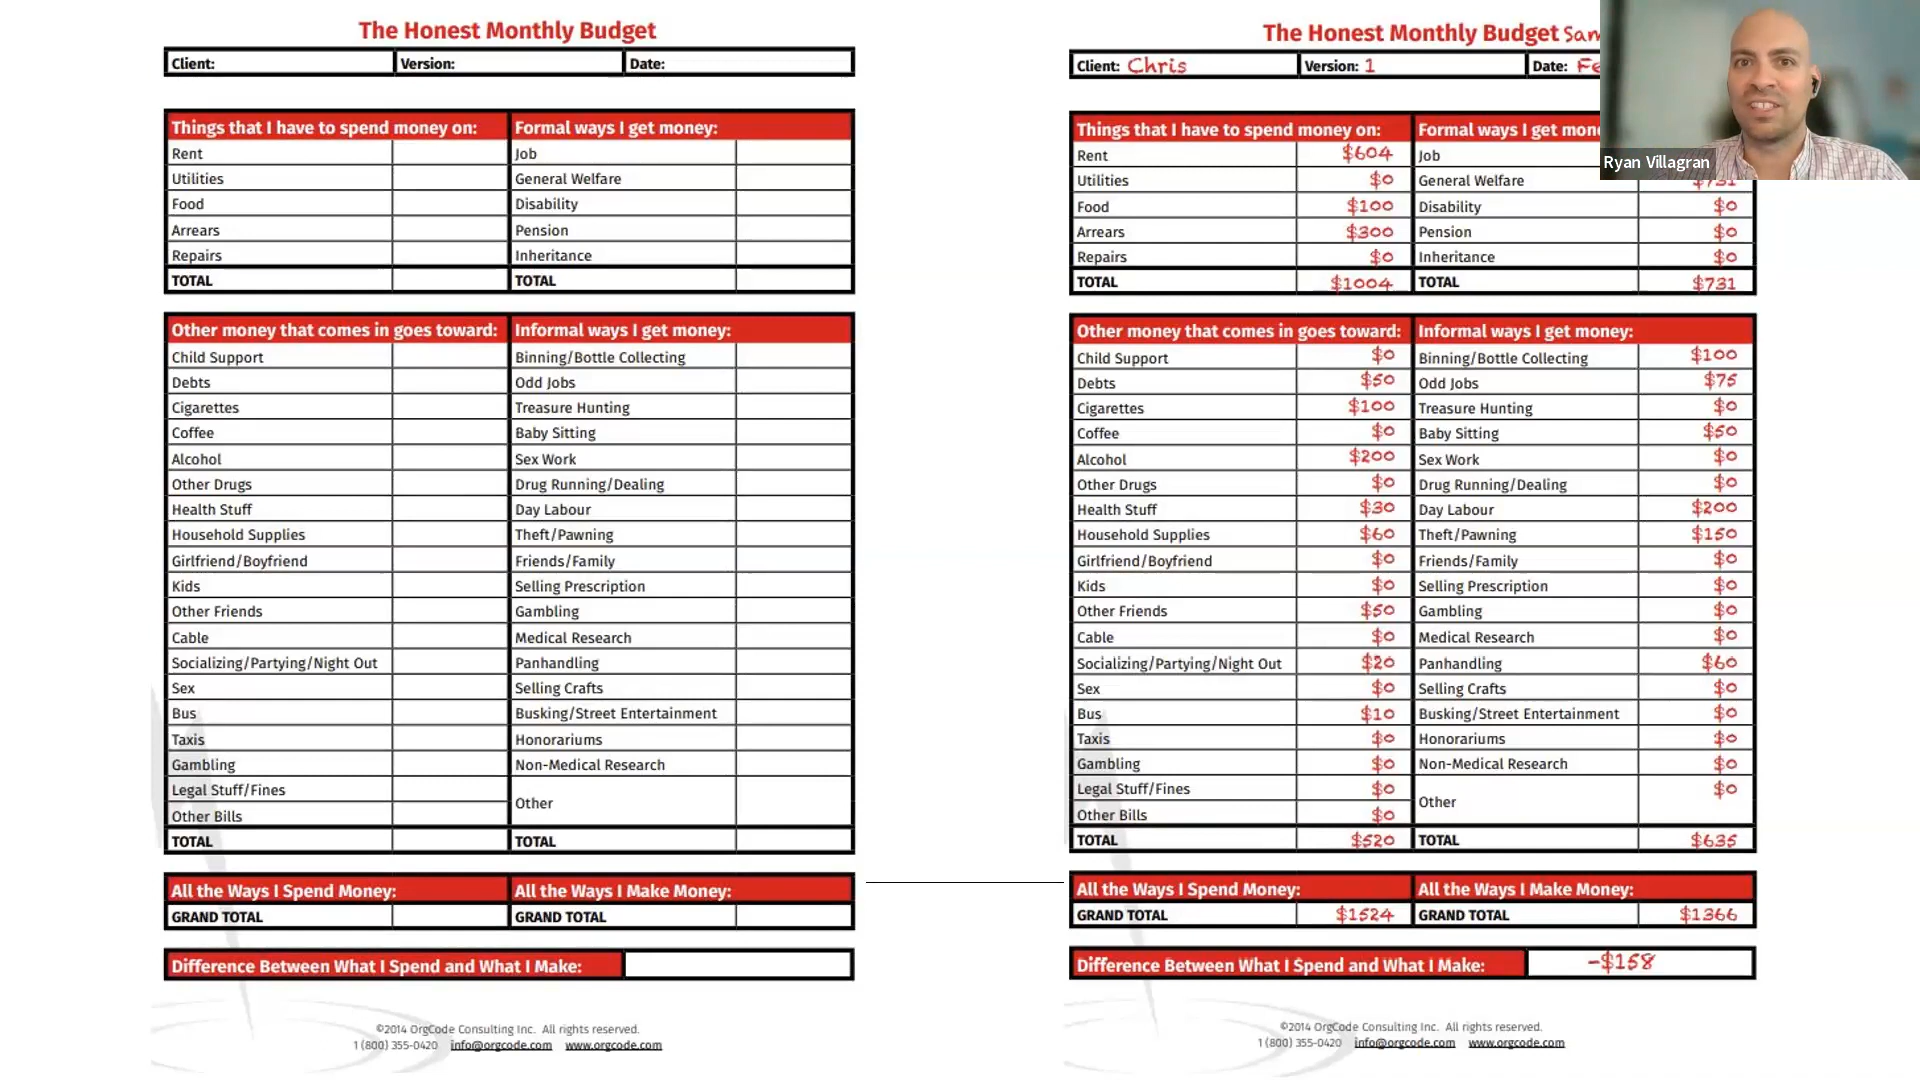 The Honest Monthly Budget
Client: Version: Date:
Things that I have to spend money on: Formal ways I get money:
Rent Job
Utilities General Welfare
Food Disability
Arrears Pension
Repairs Inheritance
TOTAL TOTAL
Other money that comes in goes toward: Informal ways I get money:
Child Support Binning/Bottle Collecting
Debts Odd Jobs
Cigarettes Treasure Hunting
Coffee Baby Sitting
Alcohol Sex Work
Other Drugs Drug Running/Dealing
Health Stuff Day Labour
Household Supplies Theft/Pawning
Girlfriend/Boyfriend Friends/Family
Kids Selling Prescription
Other Friends Gambling
Cable Medical Research
Socializing/Partying/Night Out Panhandling
Sex Selling Crafts
Bus Busking/Street Entertainment
Taxis Honorariums
Gambling Non-Medical Research
Legal Stuff/Fines
Other
Other Bills
TOTAL TOTAL
All the Ways I Spend Money: All the Ways I Make Money:
GRAND TOTAL GRAND TOTAL
Difference Between What I Spend and What I Make:
©2014 OrgCode Consulting Inc. All rights reserved.
1 (800) 355-0420 info@orgcode.com www.orgcode.com
The Honest Monthly Budget
Client: Chris Version: 1 Date:
Things that I have to spend money on: Formal ways I get
Rent $604 Job
Utilities $0 General Welfare $731
Food $100 Disability $0
Arrears $300 Pension $0
Repairs $0 Inheritance $0
TOTAL $1004 TOTAL $731
Other money that comes in goes toward: Informal ways I get money:
Child Support $0 Binning/Bottle Collecting $100
Debts $50 Odd Jobs $75
Cigarettes $100 Treasure Hunting $0
Coffee $0 Baby Sitting $50
Alcohol $200 Sex Work $0
Other Drugs $0 Drug Running/Dealing $0
Health Stuff $30 Day Labour $200
Household Supplies $60 Theft/Pawning $150
Girlfriend/Boyfriend $0 Friends/Family $0
Kids $0 Selling Prescription $0
Other Friends $50 Gambling $0
Cable $0 Medical Research $0
Socializing/Partying/Night Out $20 Panhandling $60
Sex $0 Selling Crafts $0
Bus $10 Busking/Street Entertainment $0
Taxis $0 Honorariums $0
Gambling $0 Non-Medical Research $0
Legal Stuff/Fines $0 $0
Other
Other Bills $0
TOTAL $520 TOTAL $635
All the Ways I Spend Money: All the Ways I Make Money:
GRAND TOTAL $1524 GRAND TOTAL $1366
Difference Between What I Spend and What I Make: -$158
©2014 OrgCode Consulting Inc. All rights reserved.
1 (800) 355-0420 info@orgcode.com www.orgcode.com
Ryan Villagran